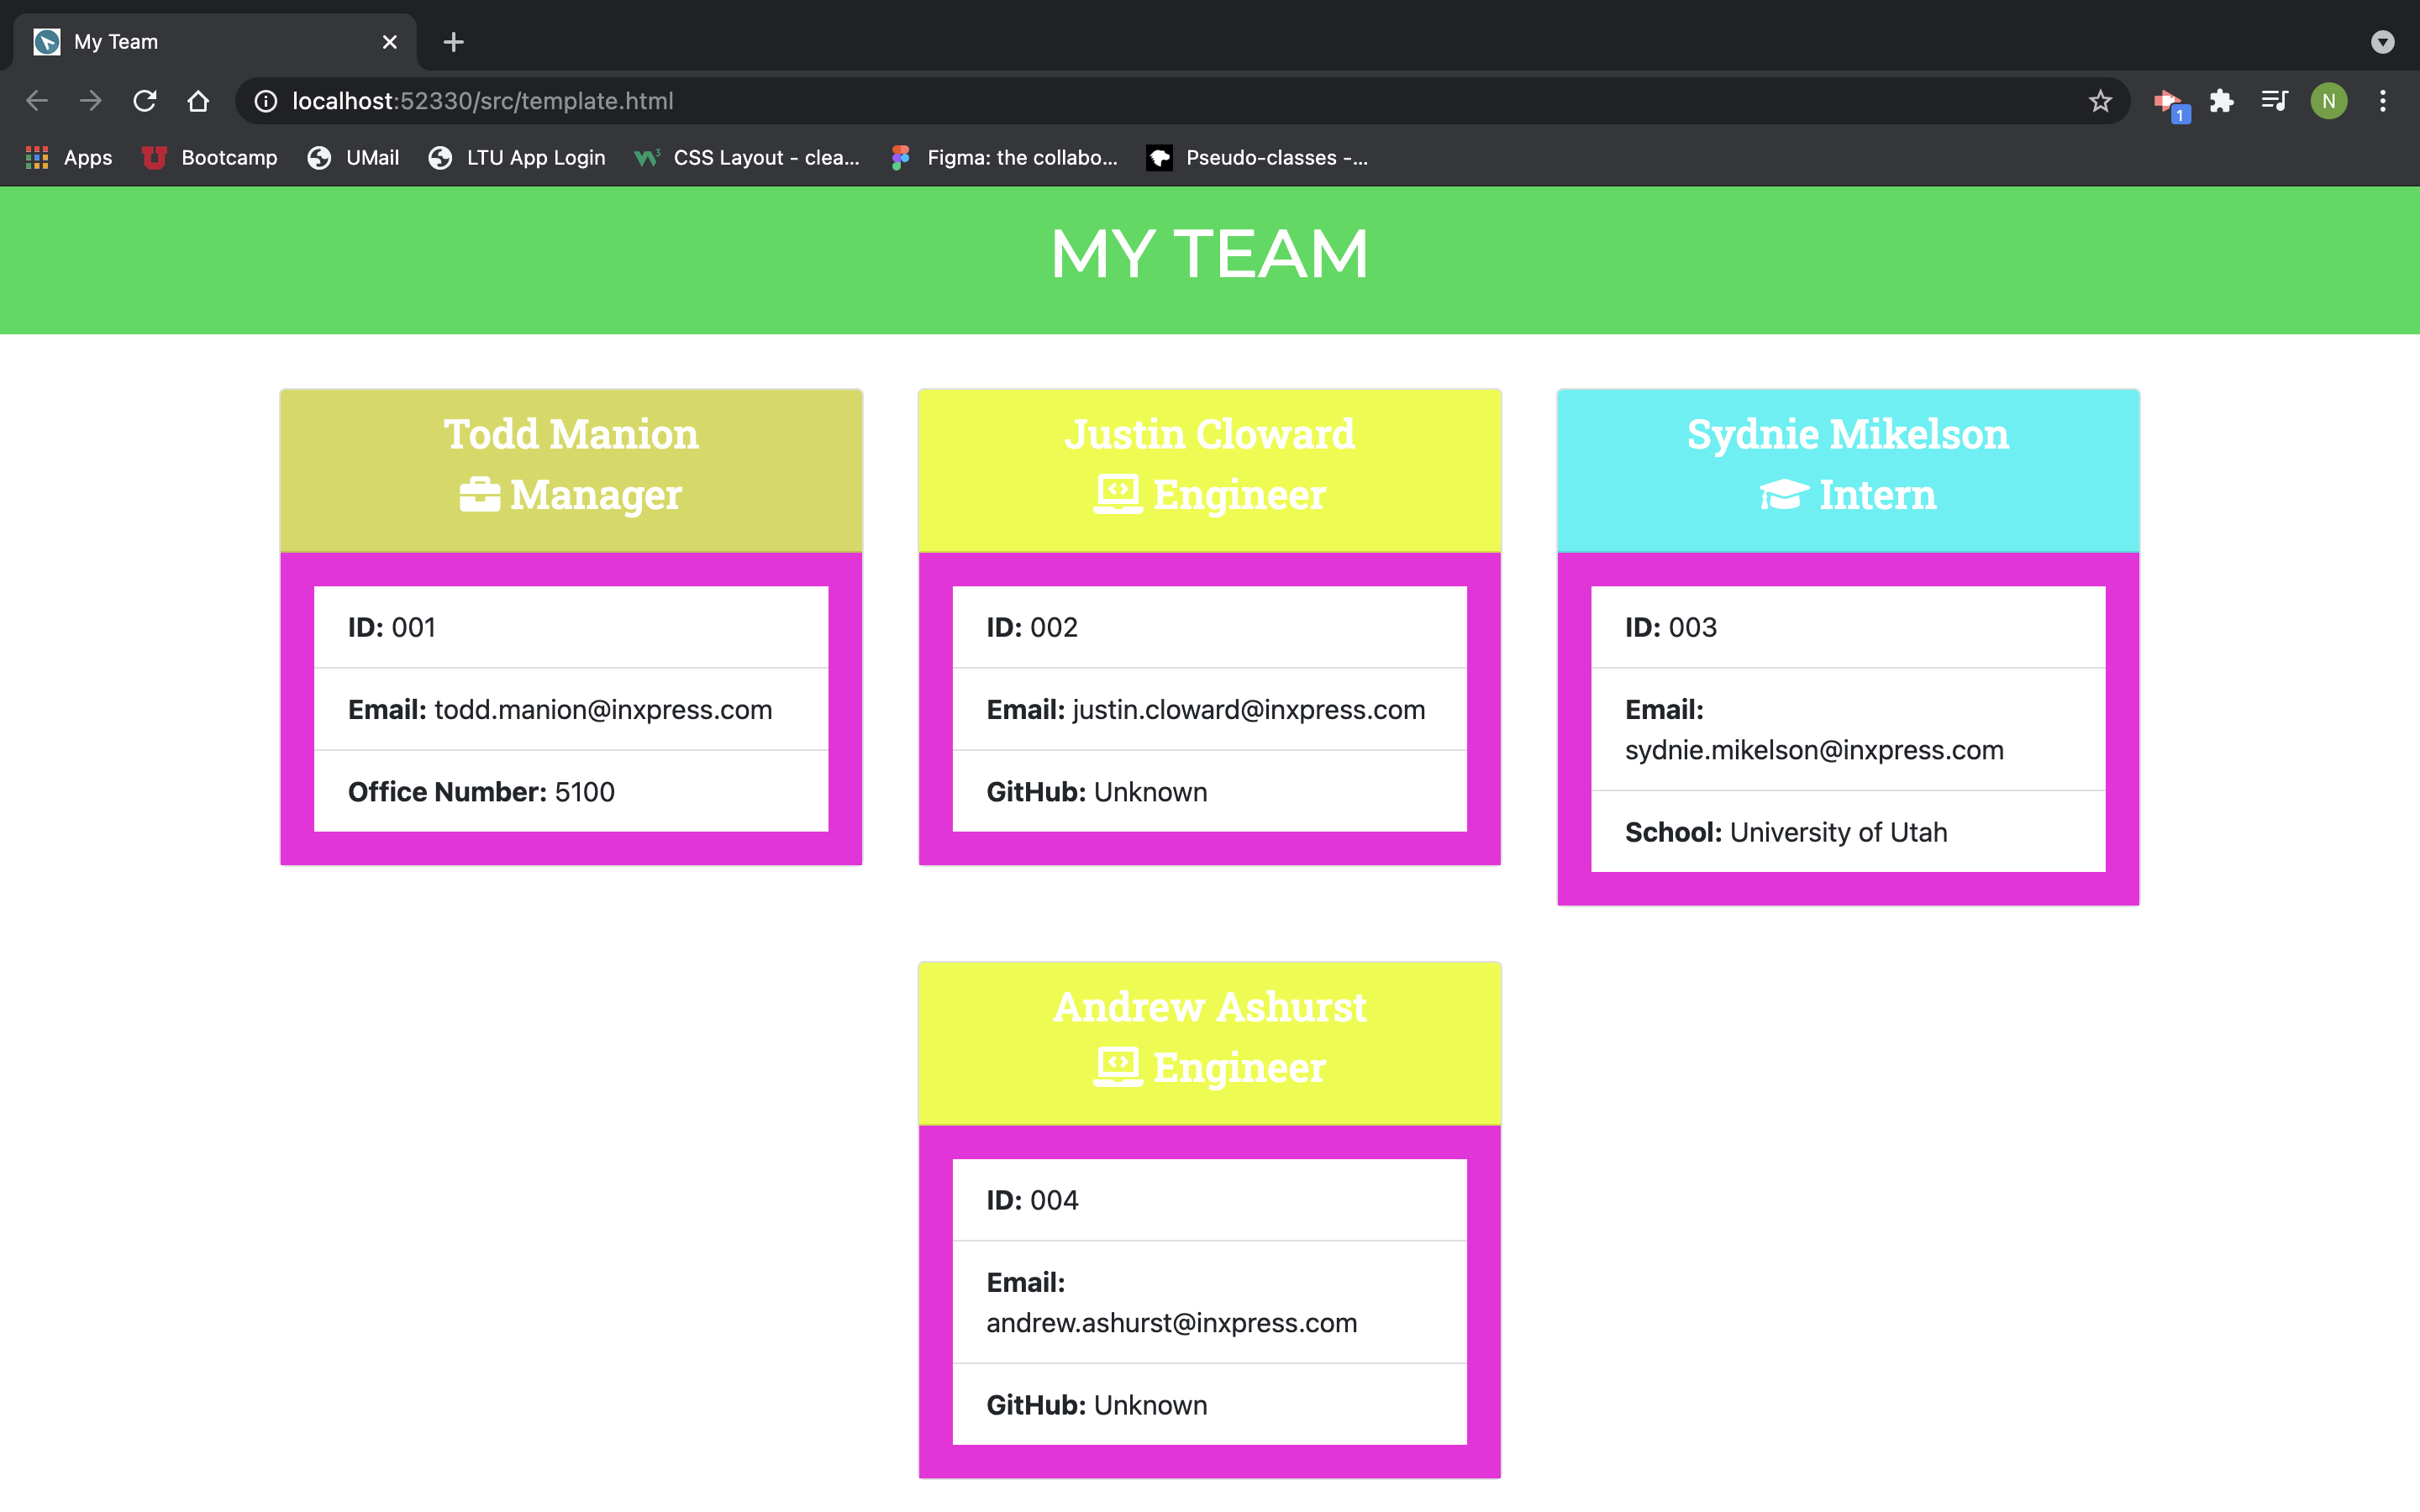 My Team
localhost:52330/src/template.html
1
N
Apps
Bootcamp
UMail
LTU App Login
CSS Layout - clea...
Figma: the collabo...
Pseudo-classes -...
MY TEAM
Todd Manion
Manager
ID: 001
Email: todd.manion@inxpress.com
Office Number: 5100
Justin Cloward
Engineer
ID: 002
Email: justin.cloward@inxpress.com
GitHub: Unknown
Sydnie Mikelson
Intern
ID: 003
Email:
sydnie.mikelson@inxpress.com
School: University of Utah
Andrew Ashurst
Engineer
ID: 004
Email:
andrew.ashurst@inxpress.com
GitHub: Unknown